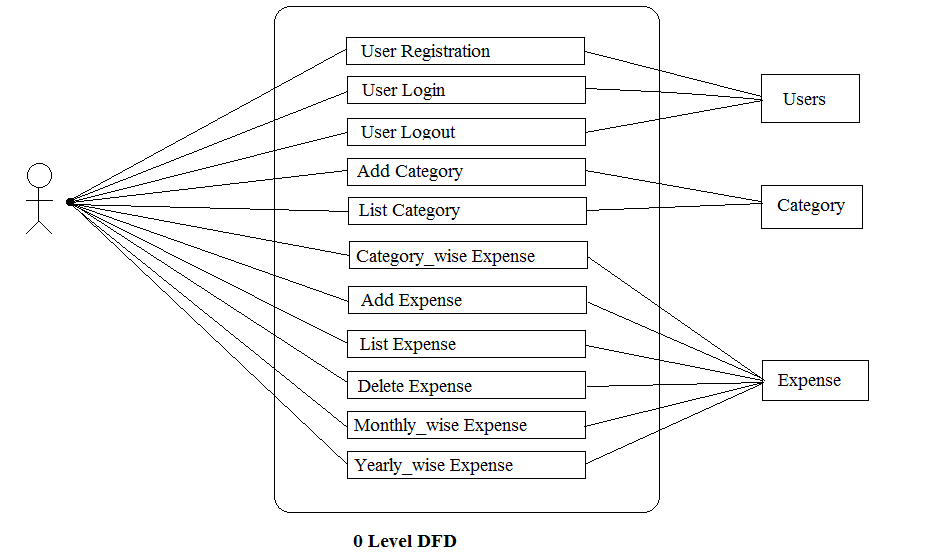 User Registration
User Login
User Logout
Add Category
List Category
Category_wise Expense
Add Expense
List Expense
Delete Expense
Monthly_wise Expense
Yearly_wise Expense
Users
Category
Expense
0 Level DFD